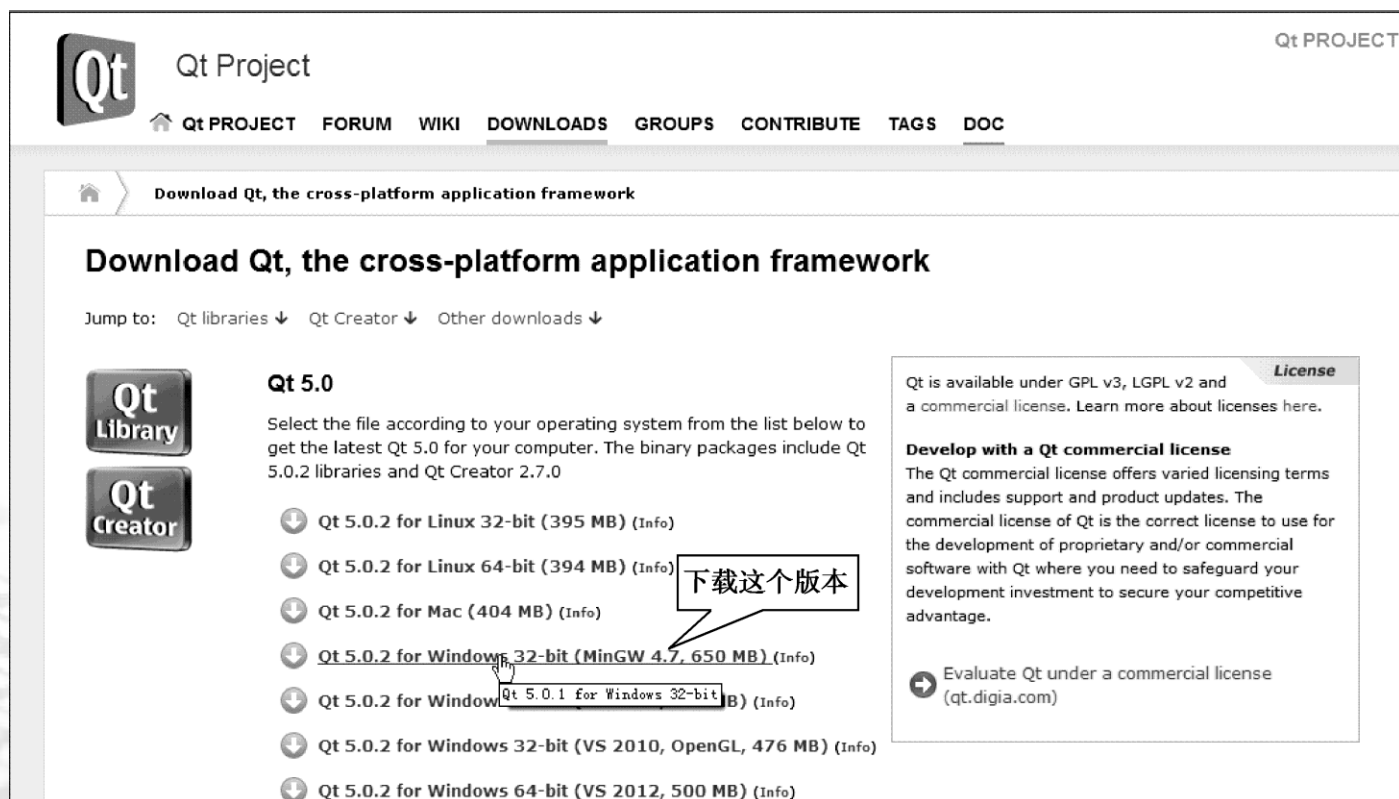 Qt
Qt Project
Qt PROJECT
Qt PROJECT FORUM WIKI DOWNLOADS GROUPS CONTRIBUTE TAGS DOC
Download Qt, the cross-platform application framework
Download Qt, the cross-platform application framework
Jump to: Qt libraries ↓ Qt Creator ↓ Other downloads ↓
Qt Library
Qt Creator
Qt 5.0
Select the file according to your operating system from the list below to
get the latest Qt 5.0 for your computer. The binary packages include Qt
5.0.2 libraries and Qt Creator 2.7.0
Qt 5.0.2 for Linux 32-bit (395 MB) (Info)
Qt 5.0.2 for Linux 64-bit (394 MB) (Info)
下载这个版本
Qt 5.0.2 for Mac (404 MB) (Info)
Qt 5.0.2 for Windows 32-bit (MinGW 4.7, 650 MB) (Info)
Qt 5.0.1 for Windows 32-bit
Qt 5.0.2 for Window B) (Info)
Qt 5.0.2 for Windows 32-bit (VS 2010, OpenGL, 476 MB) (Info)
Qt 5.0.2 for Windows 64-bit (VS 2012, 500 MB) (Info)
License
Qt is available under GPL v3, LGPL v2 and
a commercial license. Learn more about licenses here.
Develop with a Qt commercial license
The Qt commercial license offers varied licensing terms
and includes support and product updates. The
commercial license of Qt is the correct license to use for
the development of proprietary and/or commercial
software with Qt where you need to safeguard your
development investment to secure your competitive
advantage.
Evaluate Qt under a commercial license
(qt.digia.com)